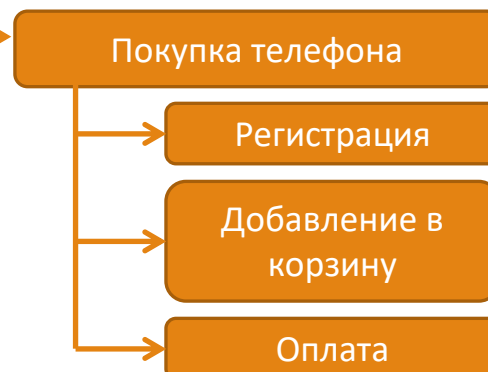 Покупка телефона
Регистрация
Добавление в
корзину
Оплата